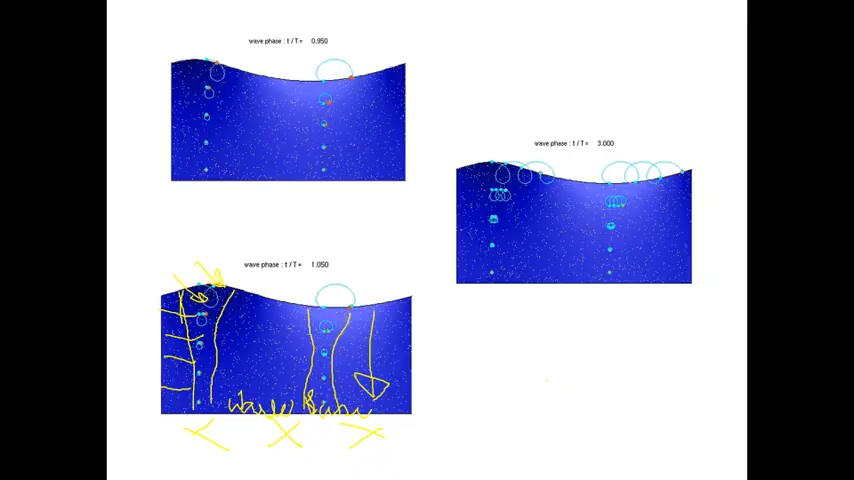 wave phase : t / T = 0.950
wave phase : t / T = 3.000
wave phase : t / T = 1.050